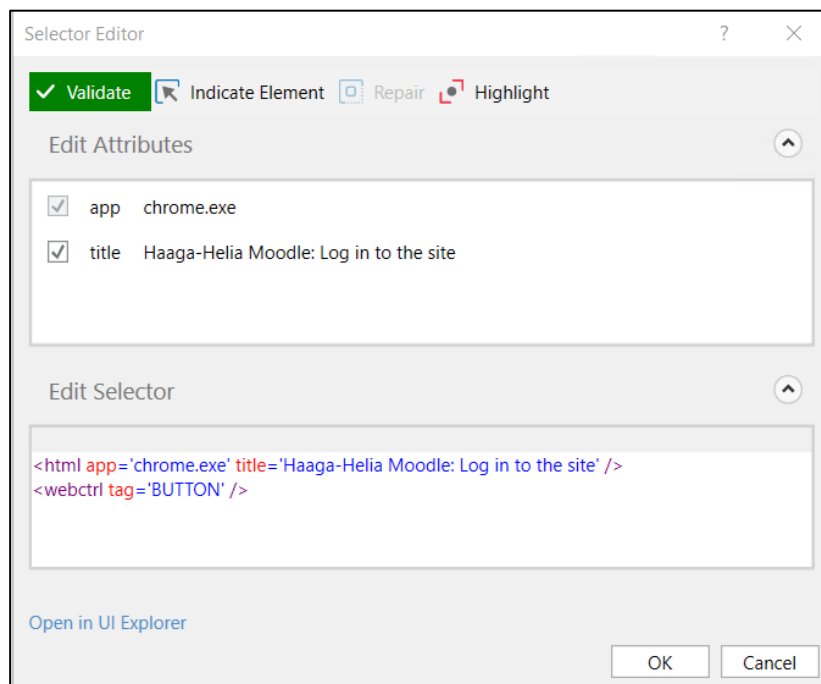 Selector Editor
Validate Indicate Element Repair Highlight
Edit Attributes
app chrome.exe
title Haaga-Helia Moodle: Log in to the site
Edit Selector
<html app='chrome.exe' title='Haaga-Helia Moodle: Log in to the site' />
<webctrl tag='BUTTON' />
Open in UI Explorer
OK Cancel